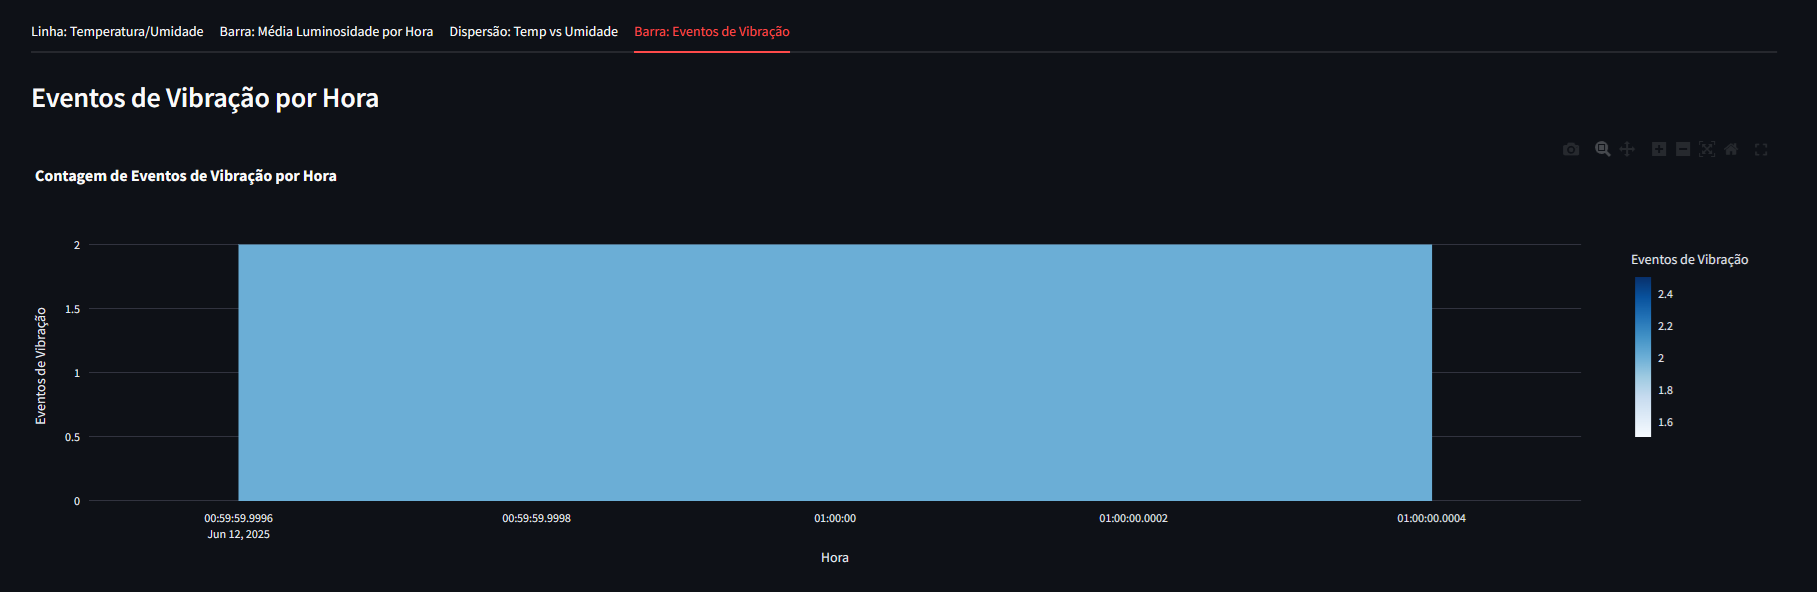 Linha: Temperatura/Umidade Barra: Média Luminosidade por Hora Dispersão: Temp vs Umidade Barra: Eventos de Vibração
Eventos de Vibração por Hora
Contagem de Eventos de Vibração por Hora
Eventos de Vibração
2
1.5
1
0.5
0
00:59:59.9996 00:59:59.9998 01:00:00 01:00:00.0002 01:00:00.0004
Jun 12, 2025
Hora
Eventos de Vibração
2.4
2.2
2
1.8
1.6